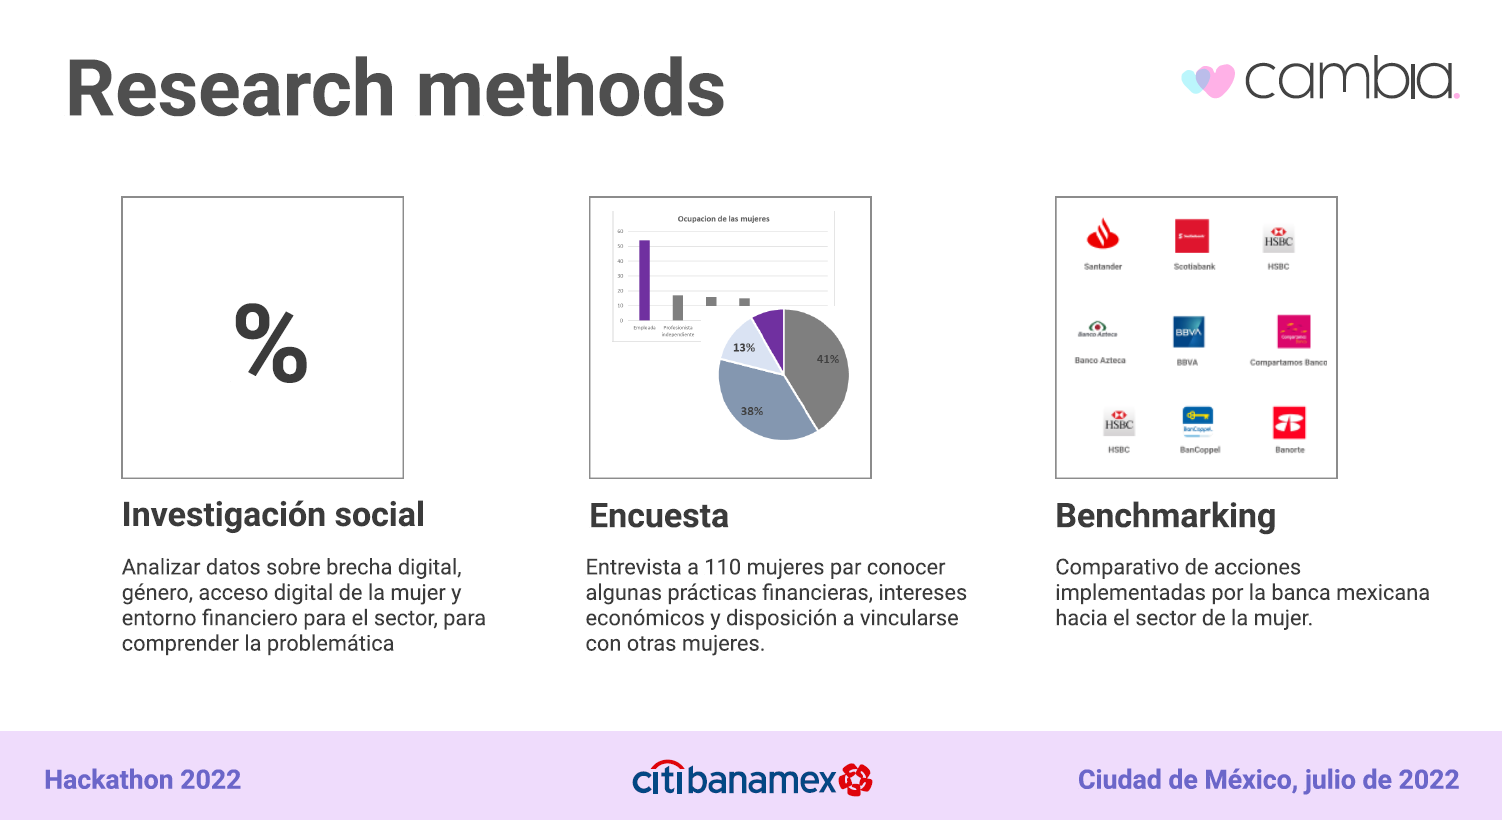 Research methods
cambia.
%
Ocupacion de las mujeres
60
50
40
30
20
10
0
Empleada
Profesionista
independiente
13%
41%
38%
Scotiabank
HSBC
Santander
Scotiabank
HSBC
Banco Azteca
BBVA
Compartamos
Banco Azteca
BBVA
Compartamos Banco
HSBC
BanCoppel
HSBC
BanCoppel
Banorte
Investigación social
Analizar datos sobre brecha digital,
género, acceso digital de la mujer y
entorno financiero para el sector, para
comprender la problemática
Encuesta
Entrevista a 110 mujeres par conocer
algunas prácticas financieras, intereses
económicos y disposición a vincularse
con otras mujeres.
Benchmarking
Comparativo de acciones
implementadas por la banca mexicana
hacia el sector de la mujer.
Hackathon 2022
citibanamex
Ciudad de México, julio de 2022